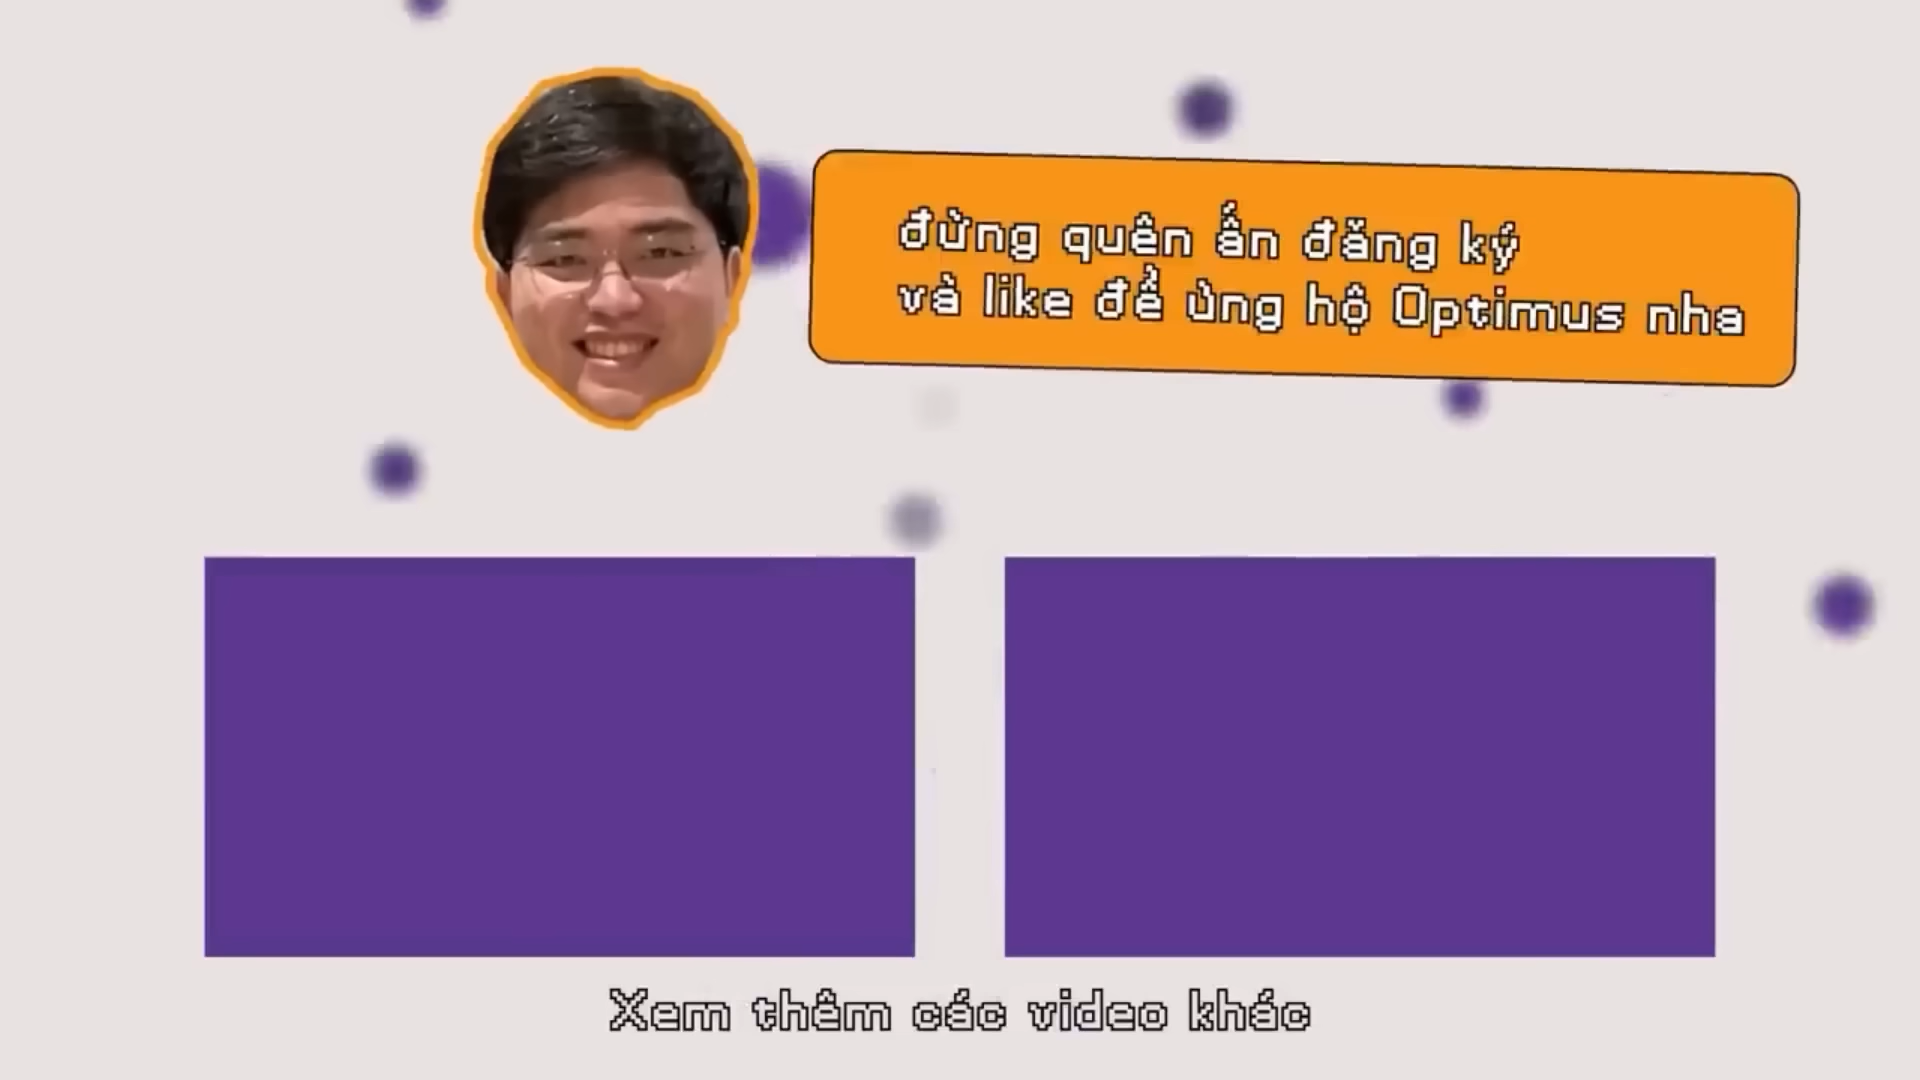 đừng quên ấn đăng ký
và like để ủng hộ Optimus nha
Xem thêm các video khác